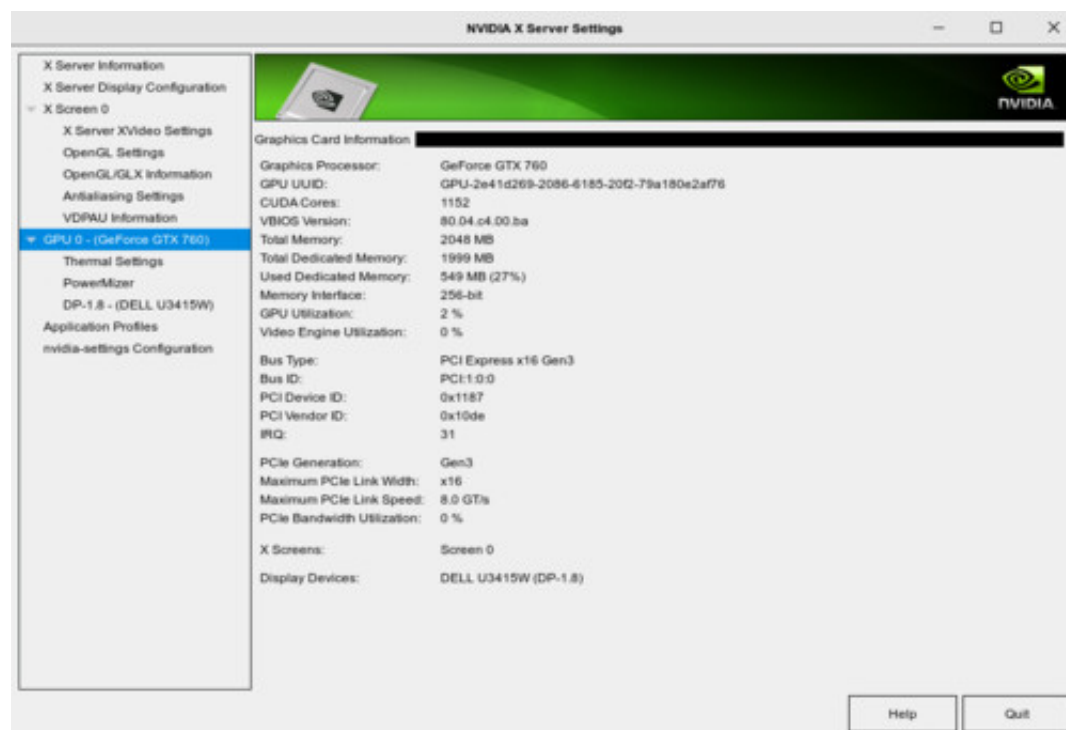 NVIDIA X Server Settings
X Server Information
X Server Display Configuration
X Screen 0
X Server XVideo Settings
OpenGL Settings
OpenGL/GLX Information
Antialiasing Settings
VDPAU Information
GPU 0 - (GeForce GTX 760)
Thermal Settings
PowerMizer
DP-1.8 - (DELL U3415W)
Application Profiles
nvidia-settings Configuration
NVIDIA.
Graphics Card Information
Graphics Processor: GeForce GTX 760
GPU UUID: GPU-2e41d269-2086-6185-20f2-79a180e2af76
CUDA Cores: 1152
VBIOS Version: 80.04.c4.00.ba
Total Memory: 2048 MB
Total Dedicated Memory: 1999 MB
Used Dedicated Memory: 549 MB (27%)
Memory Interface: 256-bit
GPU Utilization: 2 %
Video Engine Utilization: 0 %
Bus Type: PCI Express x16 Gen3
Bus ID: PCI:1:0:0
PCI Device ID: 0x1187
PCI Vendor ID: 0x10de
IRQ: 31
PCIe Generation: Gen3
Maximum PCIe Link Width: x16
Maximum PCIe Link Speed: 8.0 GT/s
PCIe Bandwidth Utilization: 0 %
X Screens: Screen 0
Display Devices: DELL U3415W (DP-1.8)
Help
Quit